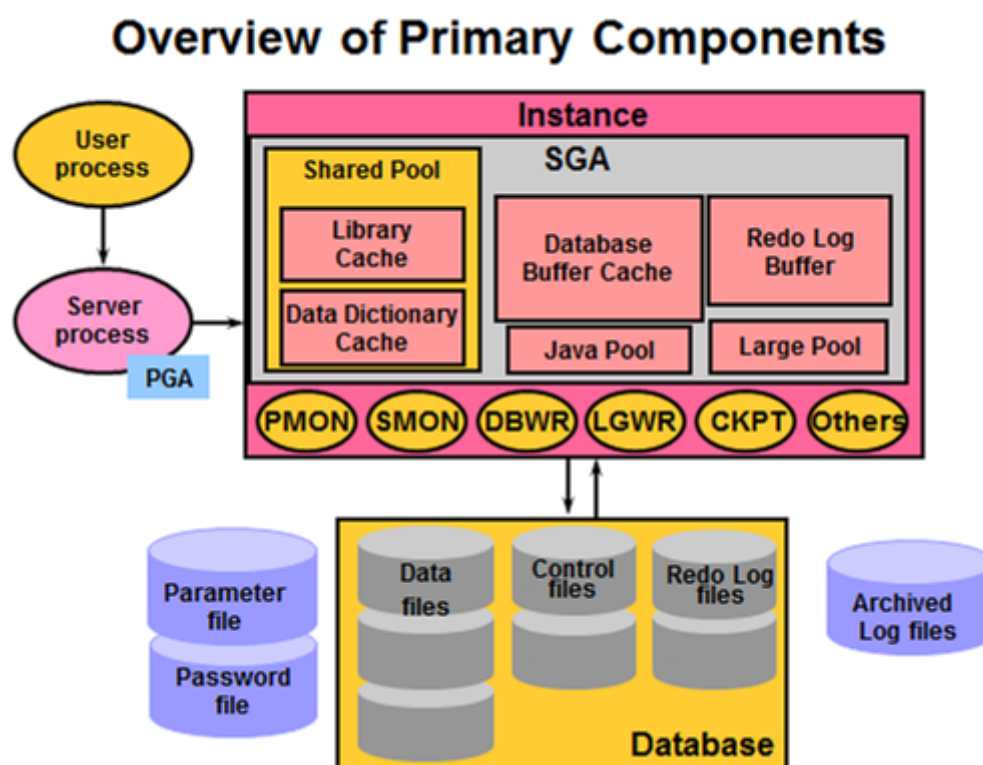 Overview of Primary Components
Instance
User
process
SGA
Shared Pool
Library
Cache
Database
Buffer Cache
Redo Log
Buffer
Server
process
Data Dictionary
Cache
Java Pool
Large Pool
PGA
PMON
SMON
DBWR
LGWR
CKPT
Others
Parameter
file
Password
file
Data
files
Control
files
Redo Log
files
Archived
Log files
Database